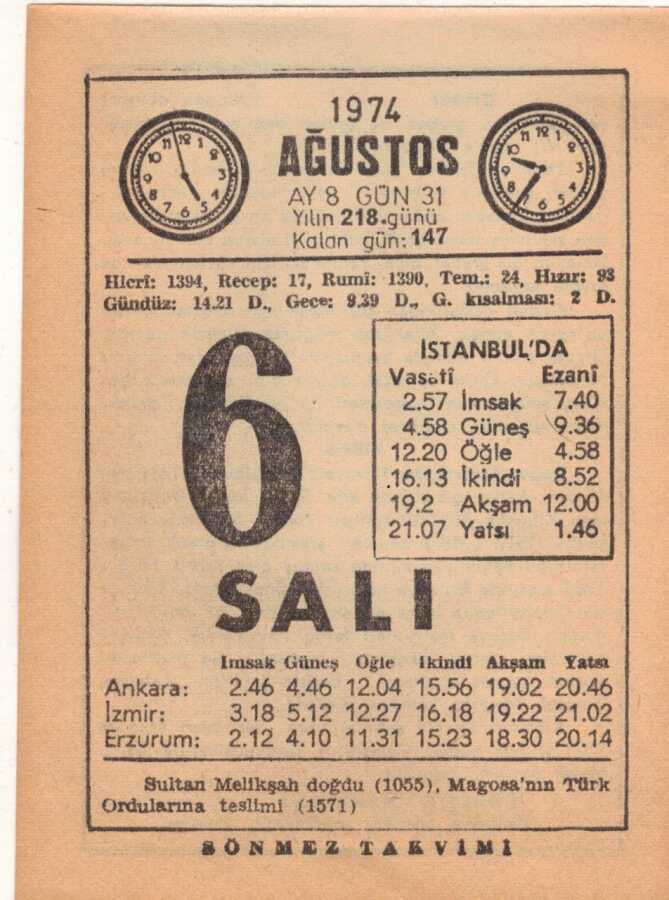 1974
AĞUSTOS
AY 8 GÜN 31
Yılın 218.günü
Kalan gün: 147
Hicrî: 1394, Recep: 17, Rumî: 1390, Tem.: 24, Hızır: 93
Gündüz: 14.21 D., Gece: 9.39 D., G. kısalması: 2 D.
6
SALI
İSTANBUL'DA
Vasatî Ezanî
2.57 İmsak 7.40
4.58 Güneş 9.36
12.20 Öğle 4.58
16.13 İkindi 8.52
19.2 Akşam 12.00
21.07 Yatsı 1.46
İmsak Güneş Öğle İkindi Akşam Yatsı
Ankara: 2.46 4.46 12.04 15.56 19.02 20.46
İzmir: 3.18 5.12 12.27 16.18 19.22 21.02
Erzurum: 2.12 4.10 11.31 15.23 18.30 20.14
Sultan Melikşah doğdu (1055), Magosa'nın Türk
Ordularına teslimi (1571)
SÖNMEZ TAKVİMİ